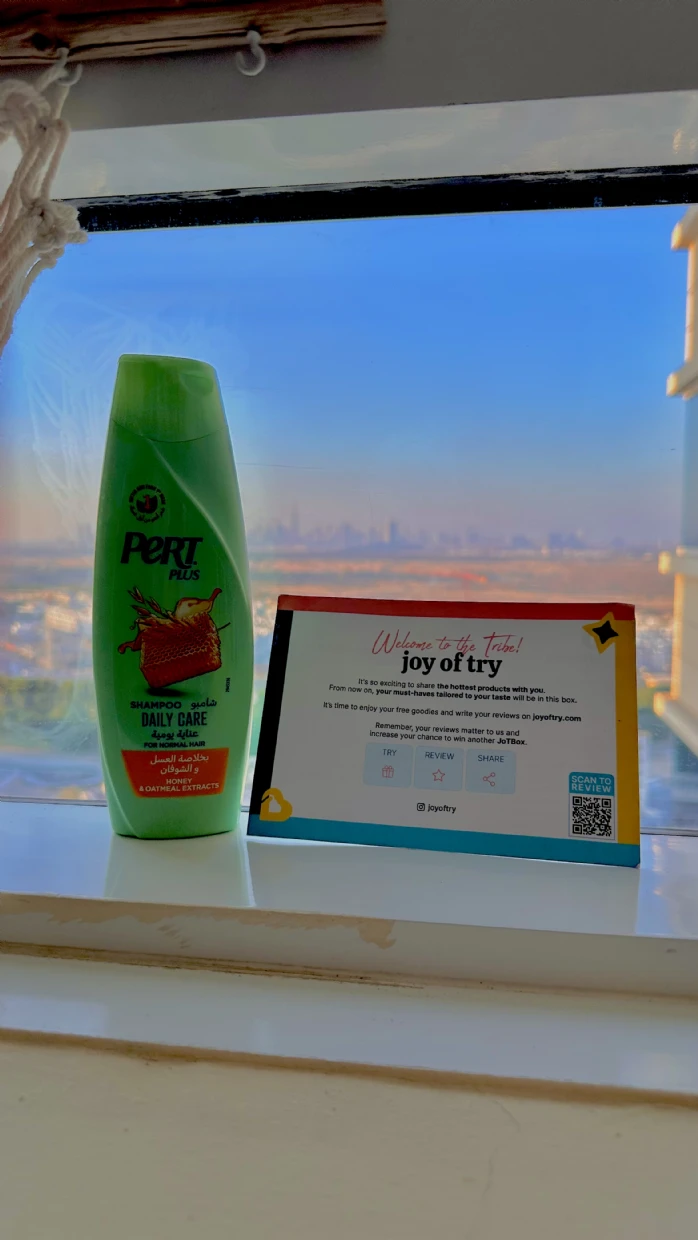 PERT
PLUS
SHAMPOO شامبو
DAILY CARE
عناية يومية
FOR NORMAL HAIR
بخلاصة العسل
و الشوفان
HONEY
& OATMEAL EXTRACTS
Welcome to the Tribe!
joy of try
It's so exciting to share the hottest products with you.
From now on, your must-haves tailored to your taste will be in this box.
It's time to enjoy your free goodies and write your reviews on joyoftry.com
Remember, your reviews matter to us and
increase your chance to win another JoTBox.
TRY REVIEW SHARE
SCAN TO
REVIEW
joyoftry